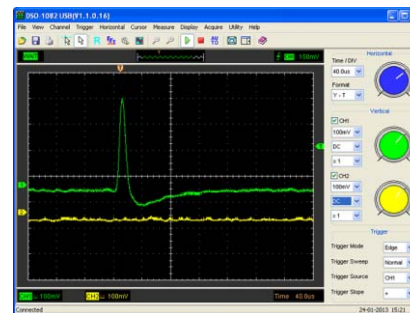 DSO-1082 USB(V1.1.0.16)
File View Channel Trigger Horizontal Cursor Measure Display Acquire Utility Help
CH1 150mV
Horizontal
Time / DIV
40.0us
Format
Y - T
Vertical
CH1
100mV
DC
x 1
CH2
100mV
DC
x 1
Trigger
Trigger Mode Edge
Trigger Sweep Normal
Trigger Source CH1
Trigger Slope +
CH1 100mV CH2 100mV Time 40.0us
Connected 24-01-2013 15:21